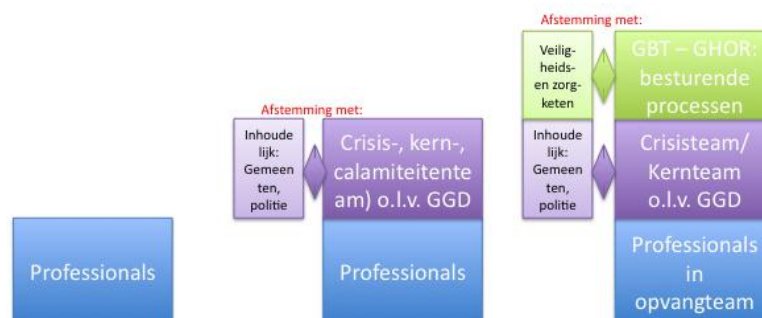 Afstemming met:
Veilig-
heids-
en zorg-
keten
GBT – GHOR:
besturende
processen
Afstemming met:
Inhoude
lijk:
Gemeen
ten,
politie
Crisis-, kern-,
calamiteitente
am) o.l.v. GGD
Inhoude
lijk:
Gemeen
ten,
politie
Crisisteam/
Kernteam
o.l.v. GGD
Professionals
Professionals
Professionals
in
opvangteam